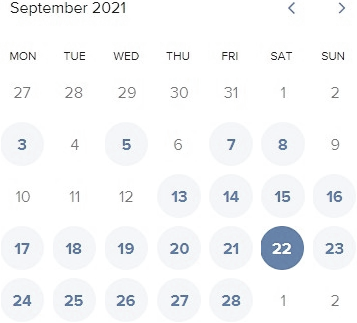 September 2021
MON TUE WED THU FRI SAT SUN
27 28 29 30 31 1 2
3 4 5 6 7 8 9
10 11 12 13 14 15 16
17 18 19 20 21 22 23
24 25 26 27 28 1 2